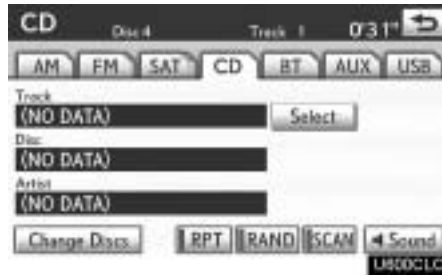 CD Disc 4 Track 1 0'31"
AM FM SAT CD BT AUX USB
Track
(NO DATA) Select
Disc
(NO DATA)
Artist
(NO DATA)
Change Discs RPT RAND SCAN Sound
U600CLC